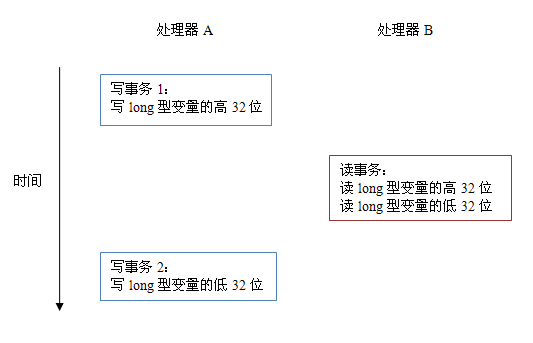 处理器 A
处理器 B
写事务 1：
写 long 型变量的高 32 位
时间
读事务：
读 long 型变量的高 32 位
读 long 型变量的低 32 位
写事务 2：
写 long 型变量的低 32 位